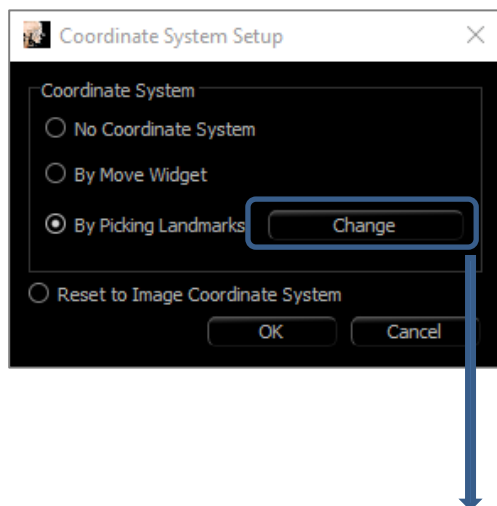 Coordinate System Setup
Coordinate System
No Coordinate System
By Move Widget
By Picking Landmarks Change
Reset to Image Coordinate System
OK Cancel